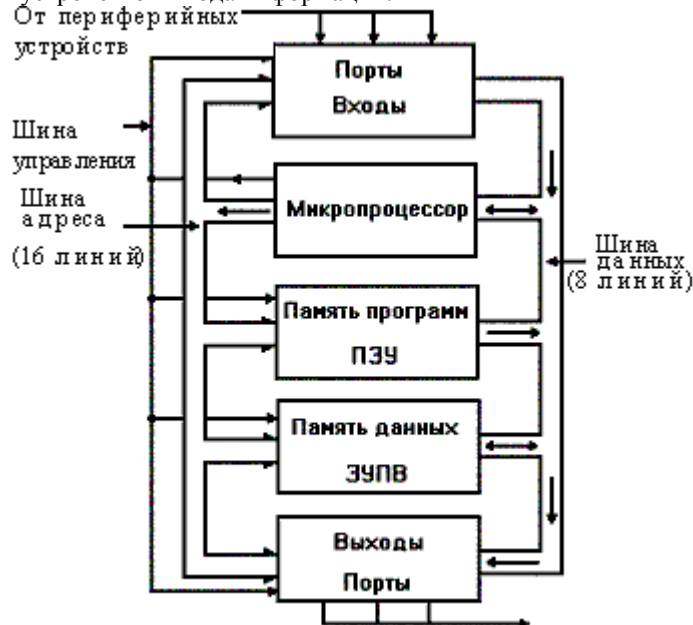 От периферийных
устройств
Порты
Входы
Шина
управления
Микропроцессор
Шина
адреса
(16 линий)
Шина
данных
(8 линий)
Память программ
ПЗУ
Память данных
ЗУПВ
Выходы
Порты